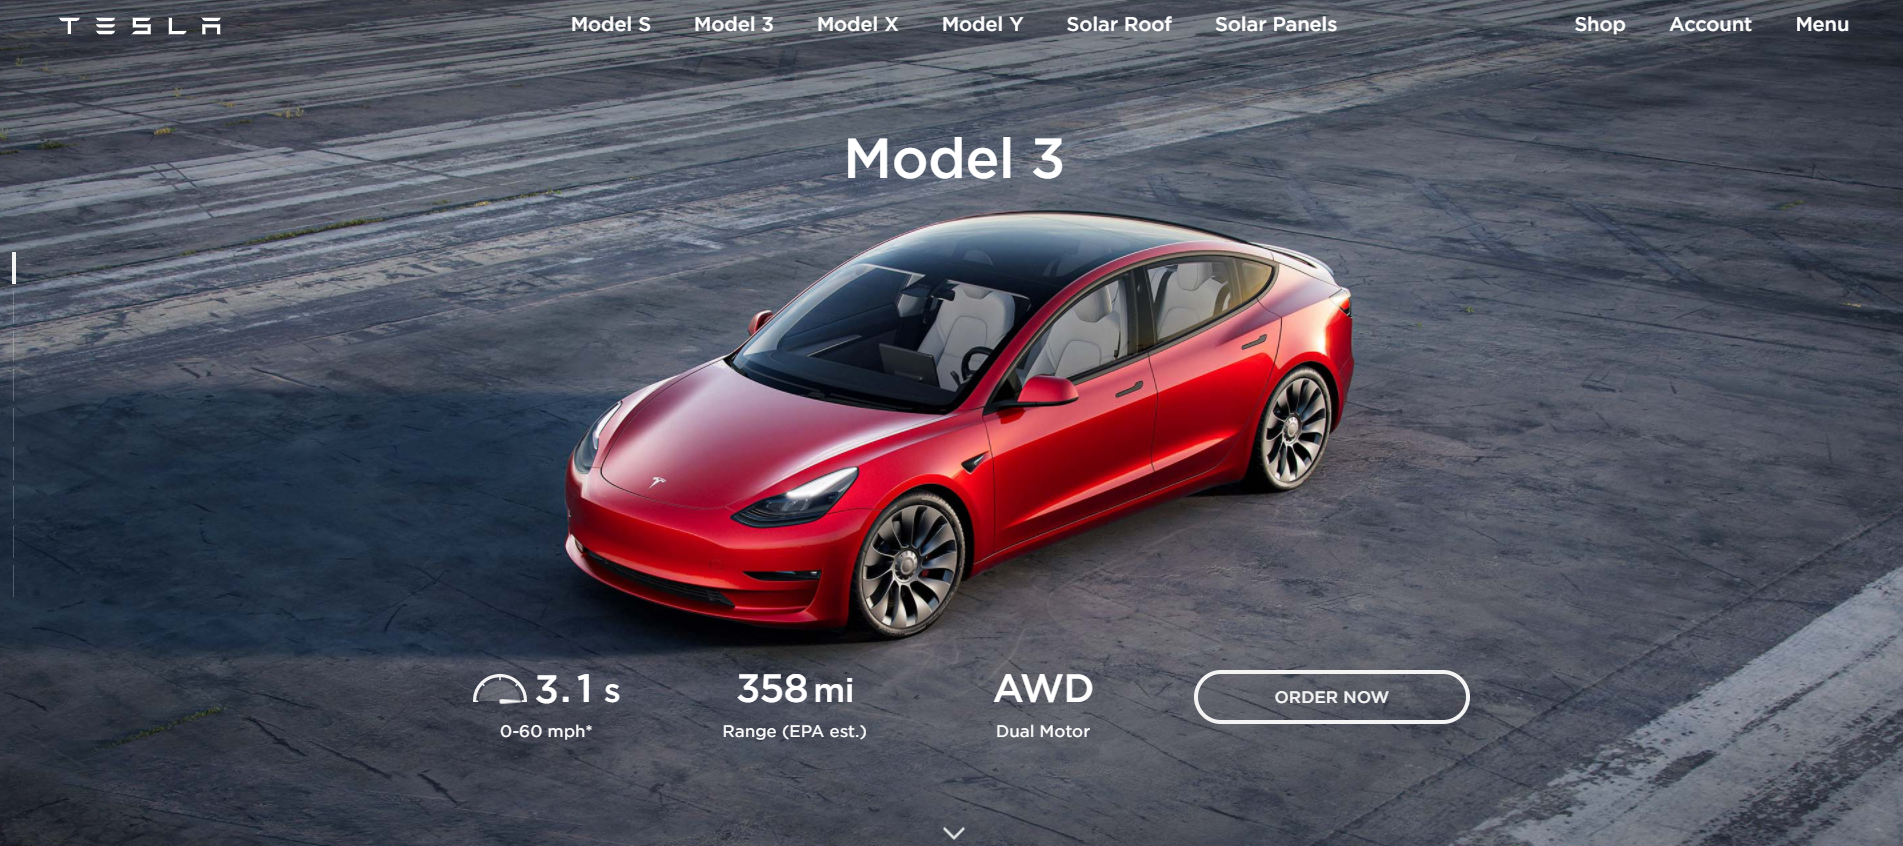 TESLA Model S Model 3 Model X Model Y Solar Roof Solar Panels Shop Account Menu
Model 3
3.1 s 358 mi AWD ORDER NOW
0-60 mph* Range (EPA est.) Dual Motor